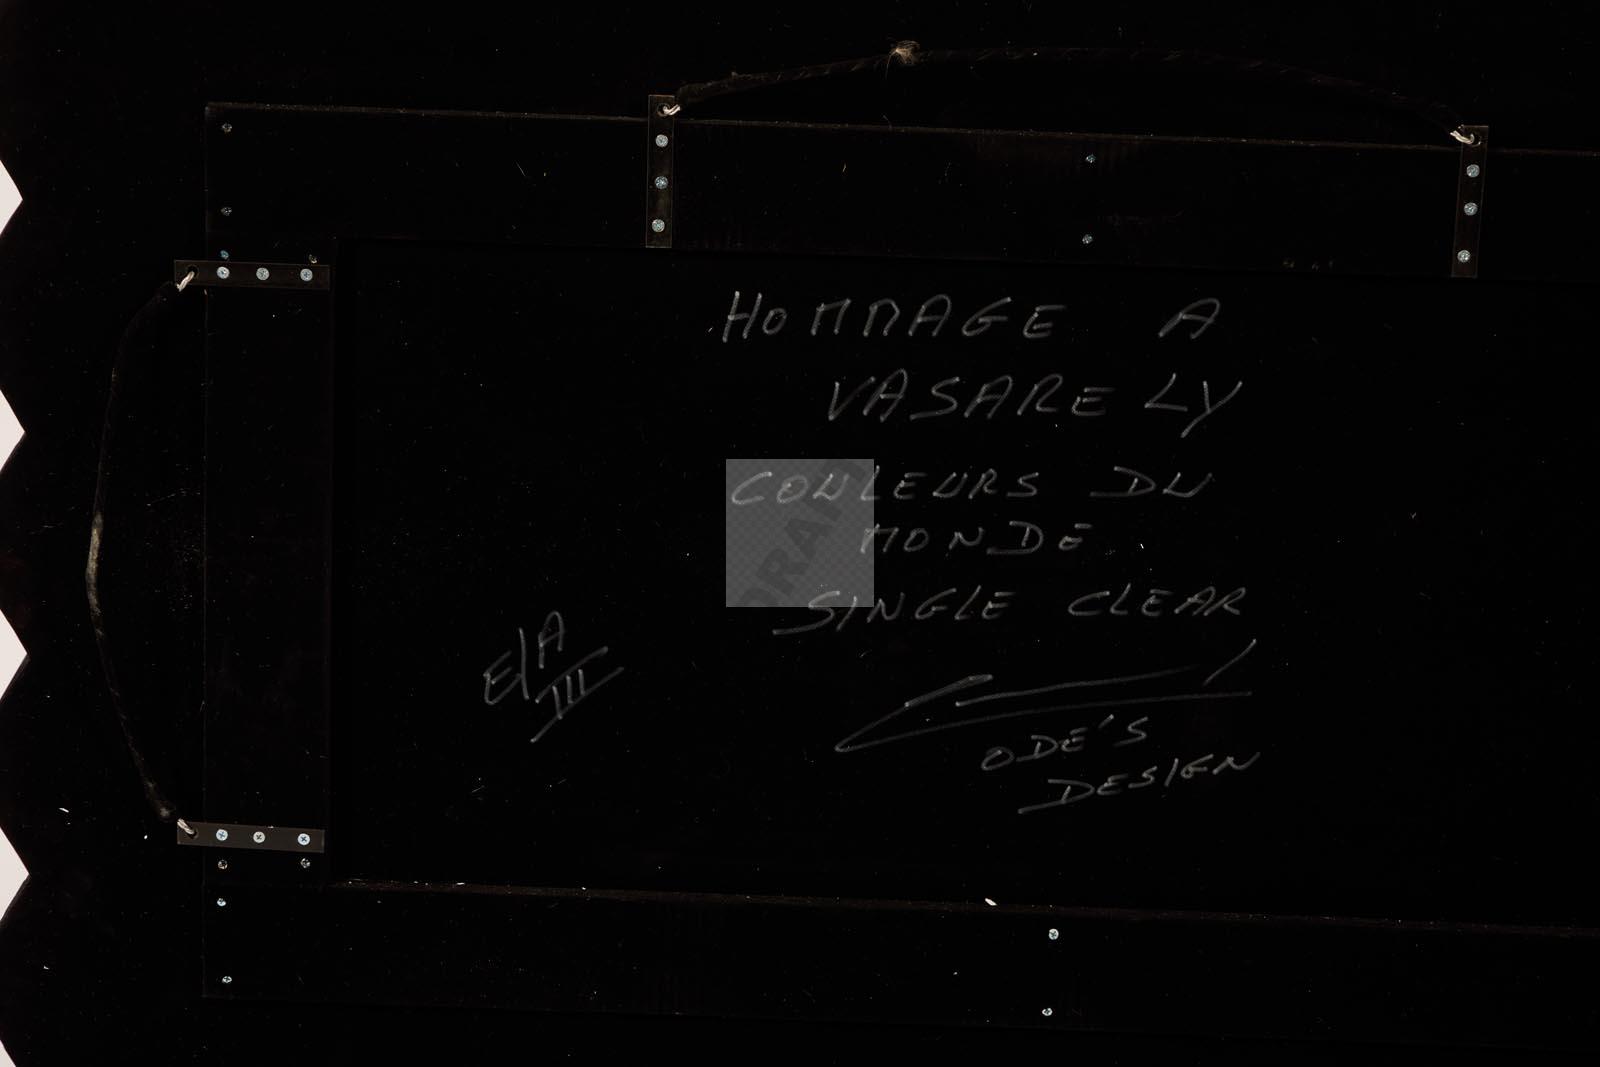 HOMMAGE A
VASARELY
COULEURS DU
MONDE
SINGLE CLEAR
E/A
III
ODE'S
DESIGN